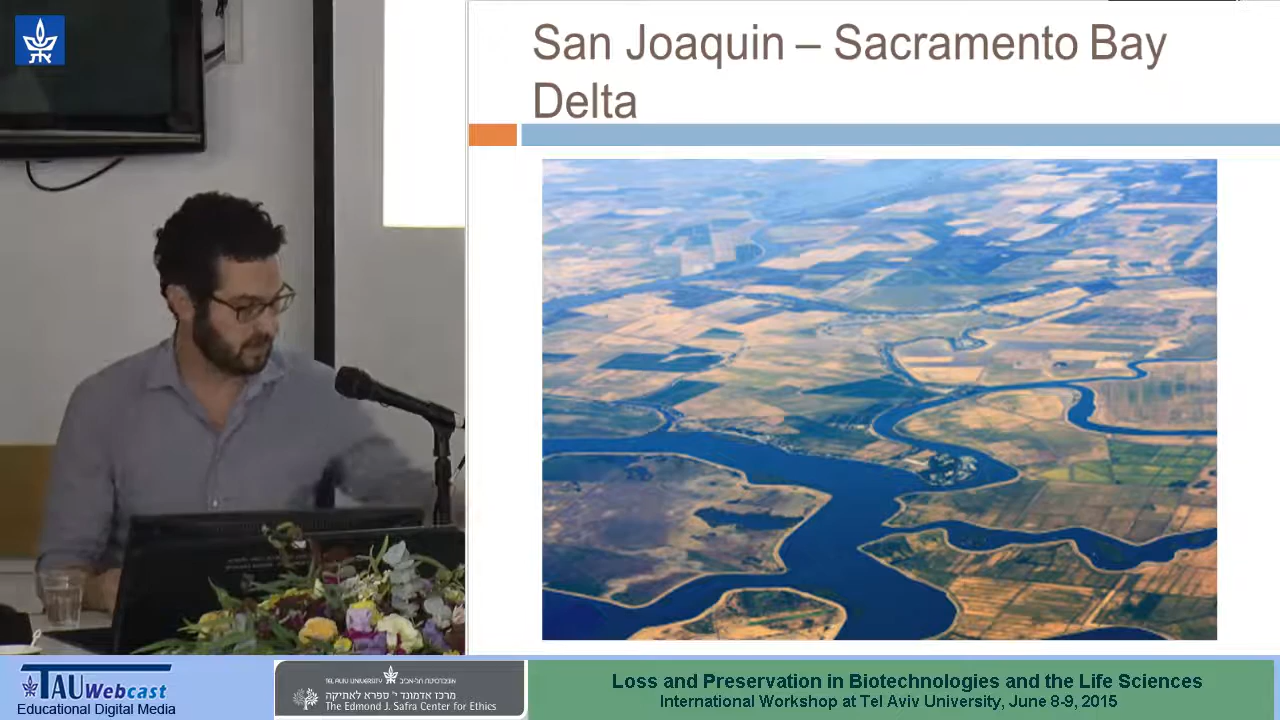 San Joaquin – Sacramento Bay
Delta
TAU Webcast
Educational Digital Media
TEL AVIV UNIVERSITY אוניברסיטת תל-אביב
מרכז אדמונד י' ספרא לאתיקה
The Edmond J. Safra Center for Ethics
Loss and Preservation in Biotechnologies and the Life Sciences
International Workshop at Tel Aviv University, June 8-9, 2015